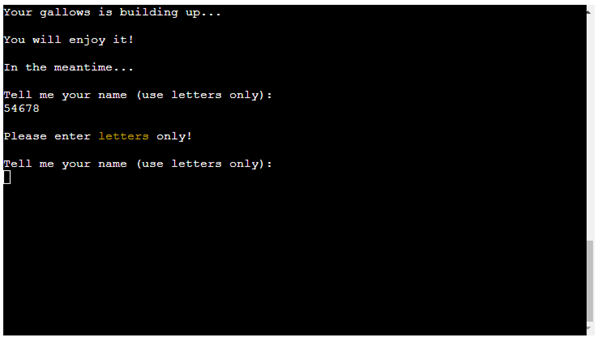 Your gallows is building up...
You will enjoy it!
In the meantime...
Tell me your name (use letters only):
54678
Please enter letters only!
Tell me your name (use letters only):